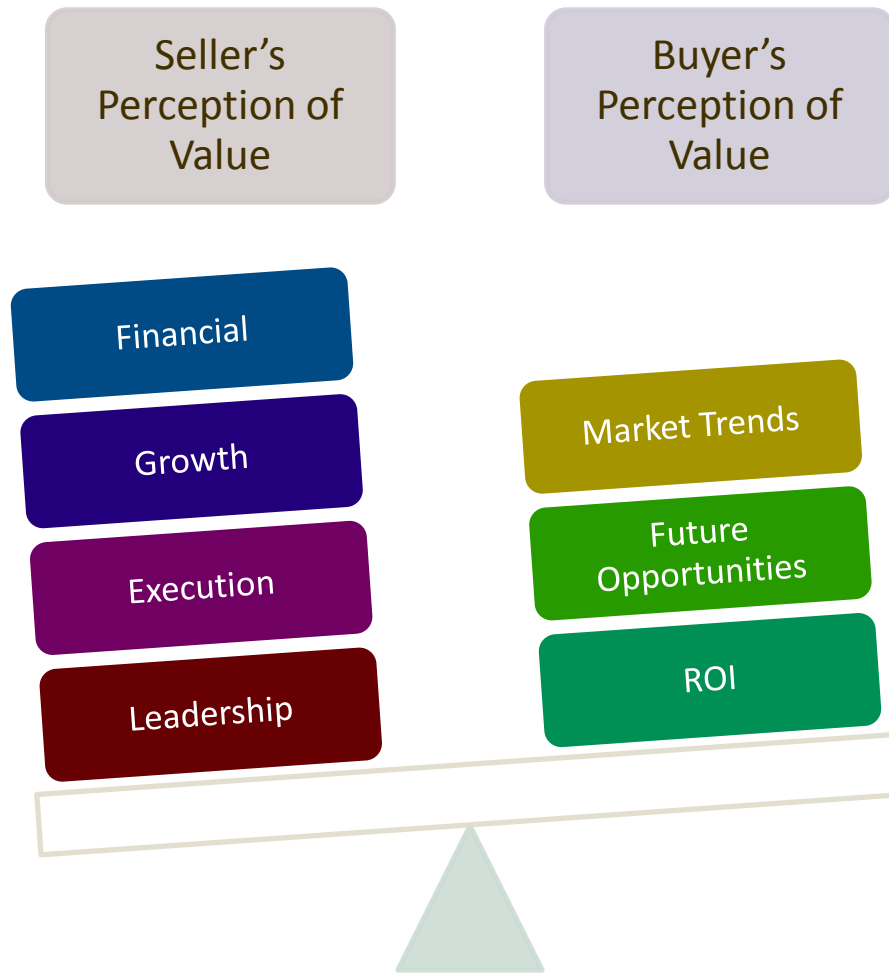 Seller’s
Perception of
Value
Buyer’s
Perception of
Value
Financial
Growth
Execution
Leadership
Market Trends
Future
Opportunities
ROI